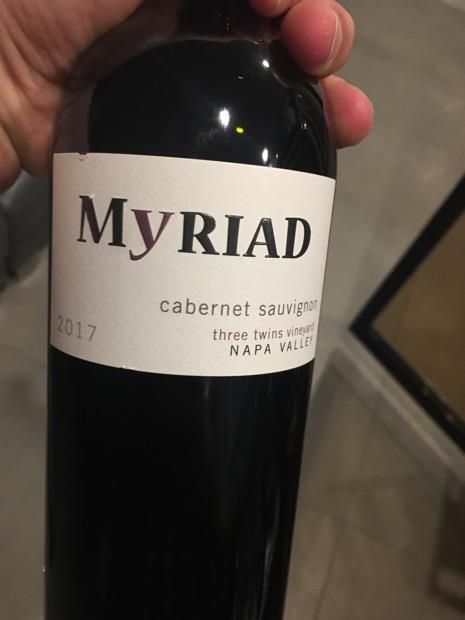 MyRIAD
cabernet sauvignon
2017
three twins vineyard
NAPA VALLEY